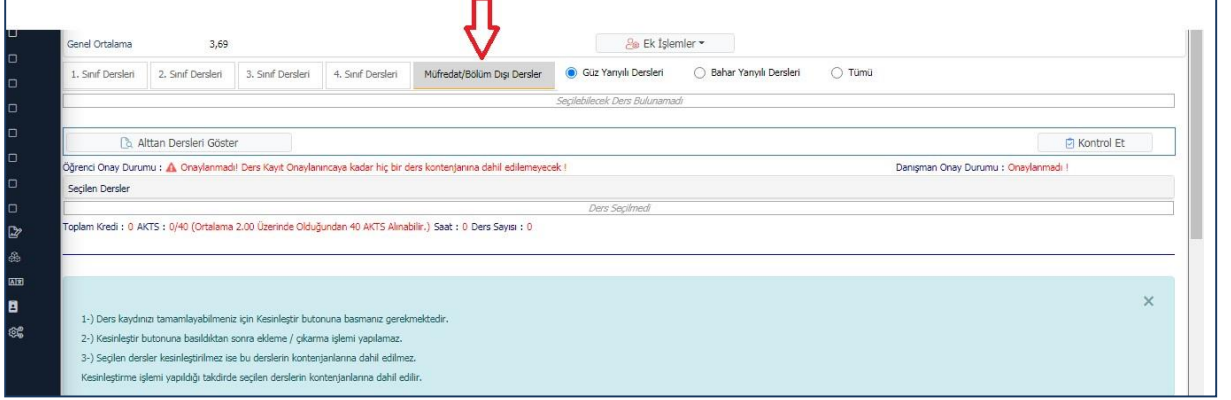 Genel Ortalama 3,69 Ek İşlemler
1. Sınıf Dersleri 2. Sınıf Dersleri 3. Sınıf Dersleri 4. Sınıf Dersleri Müfredat/Bölüm Dışı Dersler Güz Yarıyılı Dersleri Bahar Yarıyılı Dersleri Tümü
Seçilebilecek Ders Bulunamadı
Alttan Dersleri Göster Kontrol Et
Öğrenci Onay Durumu : Onaylanmadı! Ders Kayıt Onaylanıncaya kadar hiç bir ders kontenjanına dahil edilemeyecek ! Danışman Onay Durumu : Onaylanmadı !
Seçilen Dersler
Ders Seçilmedi
Toplam Kredi : 0 AKTS : 0/40 (Ortalama 2.00 Üzerinde Olduğundan 40 AKTS Alınabilir.) Saat : 0 Ders Sayısı : 0
1-) Ders kaydınızı tamamlayabilmeniz için Kesinleştir butonuna basmanız gerekmektedir.
2-) Kesinleştir butonuna basıldıktan sonra ekleme / çıkarma işlemi yapılamaz.
3-) Seçilen dersler kesinleştirilmez ise bu derslerin kontenjanlarına dahil edilmez.
Kesinleştirme işlemi yapıldığı takdirde seçilen derslerin kontenjanlarına dahil edilir.